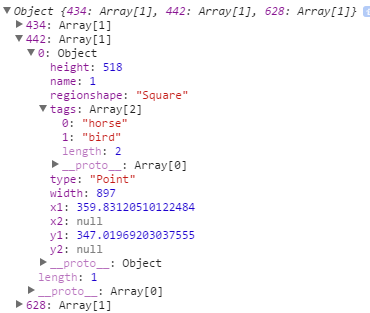 Object {434: Array[1], 442: Array[1], 628: Array[1]}
434: Array[1]
442: Array[1]
0: Object
height: 518
name: 1
regionshape: "Square"
tags: Array[2]
0: "horse"
1: "bird"
length: 2
__proto__: Array[0]
type: "Point"
width: 897
x1: 359.83120510122484
x2: null
y1: 347.01969203037555
y2: null
__proto__: Object
length: 1
__proto__: Array[0]
628: Array[1]